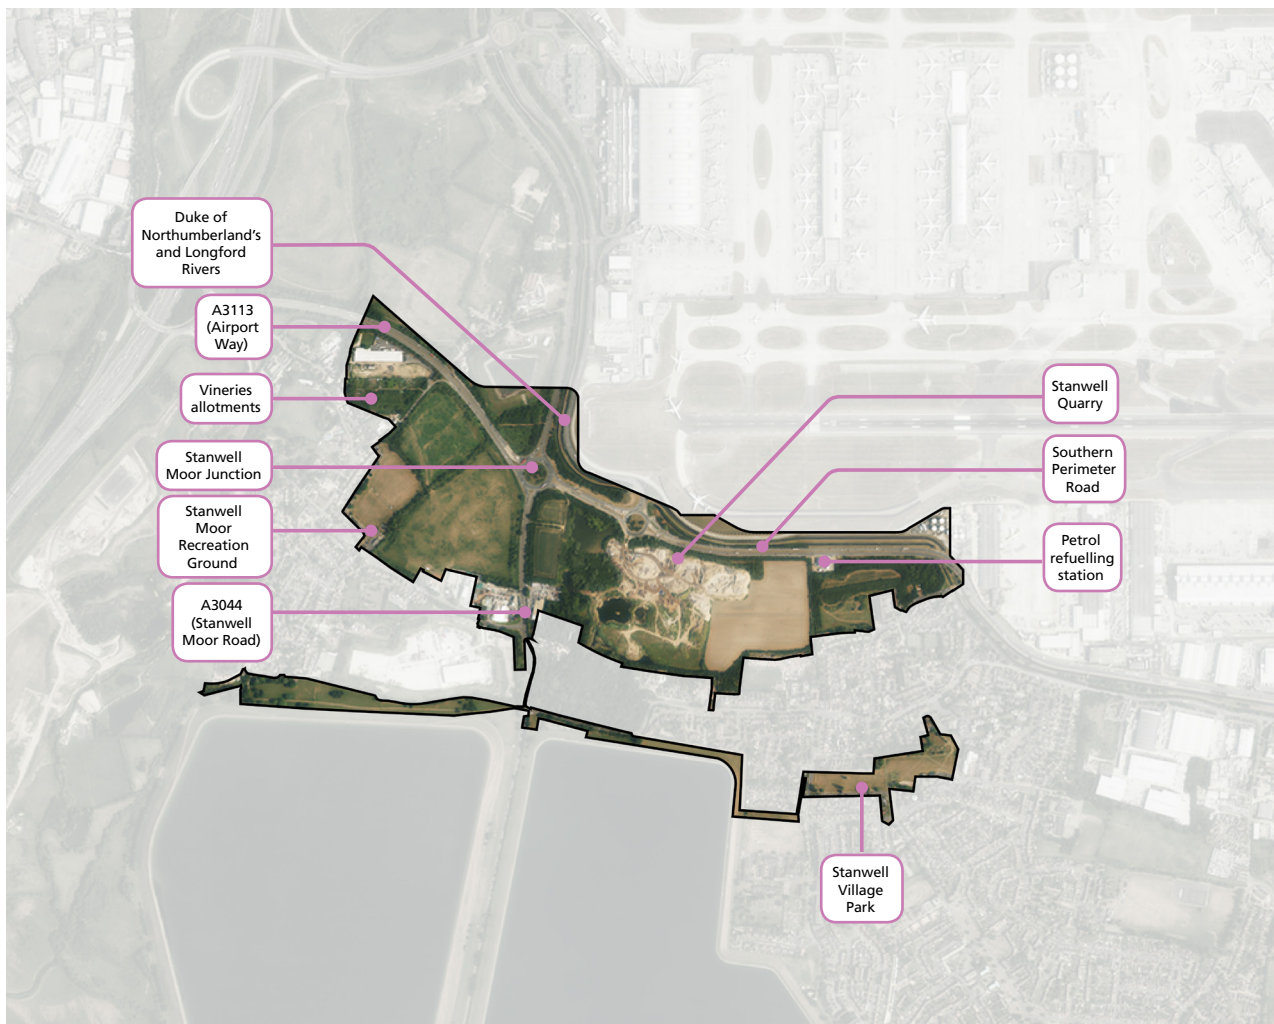 Duke of
Northumberland's
and Longford
Rivers
A3113
(Airport
Way)
Vineries
allotments
Stanwell
Moor Junction
Stanwell
Moor
Recreation
Ground
A3044
(Stanwell
Moor Road)
Stanwell
Quarry
Southern
Perimeter
Road
Petrol
refuelling
station
Stanwell
Village
Park